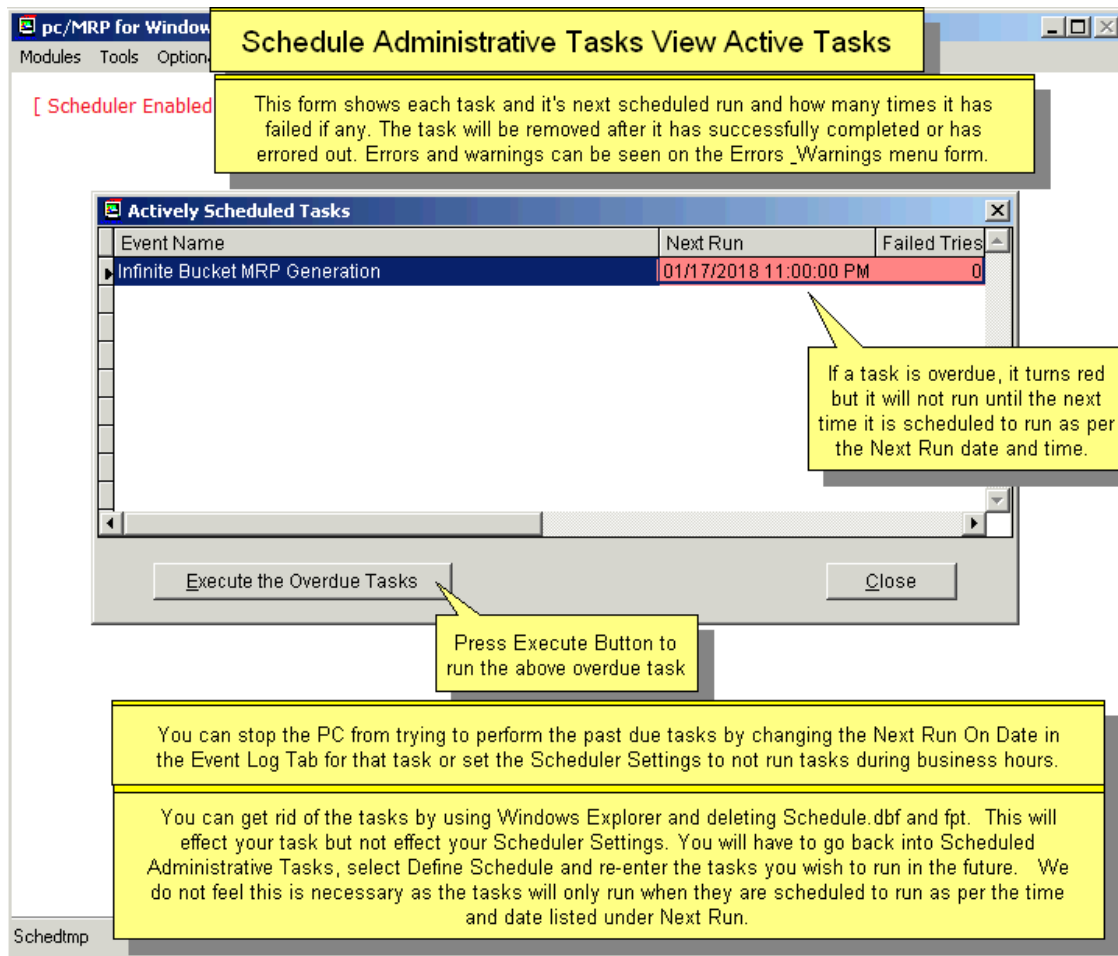 pc/MRP for Window
Schedule Administrative Tasks View Active Tasks
Modules Tools Option
[ Scheduler Enabled
This form shows each task and it's next scheduled run and how many times it has
failed if any. The task will be removed after it has successfully completed or has
errored out. Errors and warnings can be seen on the Errors _Warnings menu form.
Actively Scheduled Tasks
Event Name Next Run Failed Tries
Infinite Bucket MRP Generation 01/17/2018 11:00:00 PM 0
If a task is overdue, it turns red
but it will not run until the next
time it is scheduled to run as per
the Next Run date and time.
Execute the Overdue Tasks Close
Press Execute Button to
run the above overdue task
You can stop the PC from trying to perform the past due tasks by changing the Next Run On Date in
the Event Log Tab for that task or set the Scheduler Settings to not run tasks during business hours.
You can get rid of the tasks by using Windows Explorer and deleting Schedule.dbf and fpt. This will
effect your task but not effect your Scheduler Settings. You will have to go back into Scheduled
Administrative Tasks, select Define Schedule and re-enter the tasks you wish to run in the future. We
do not feel this is necessary as the tasks will only run when they are scheduled to run as per the time
and date listed under Next Run.
Schedtmp